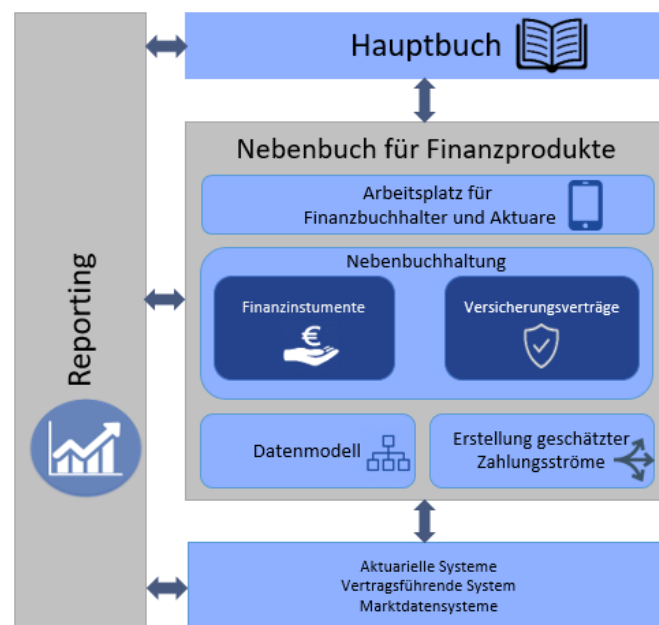 Reporting
Hauptbuch
Nebenbuch für Finanzprodukte
Arbeitsplatz für
Finanzbuchhalter und Aktuare
Nebenbuchhaltung
Finanzinstumente
€
Versicherungsverträge
Datenmodell
Erstellung geschätzter
Zahlungsströme
Aktuarielle Systeme
Vertragsführende System
Marktdatensysteme